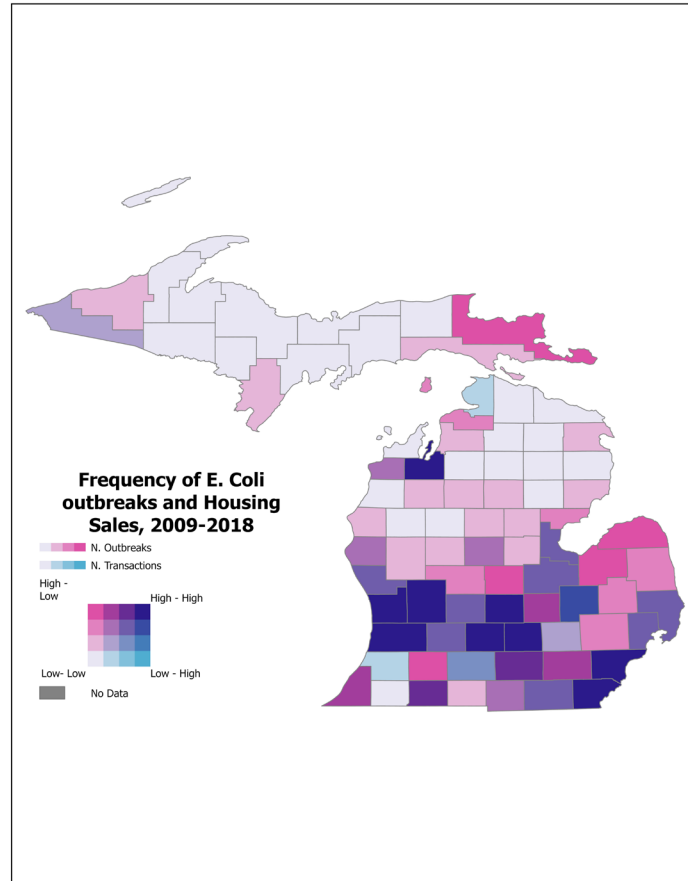 Frequency of E. Coli
outbreaks and Housing
Sales, 2009-2018
N. Outbreaks
N. Transactions
High -
Low
High - High
Low- Low
Low - High
No Data